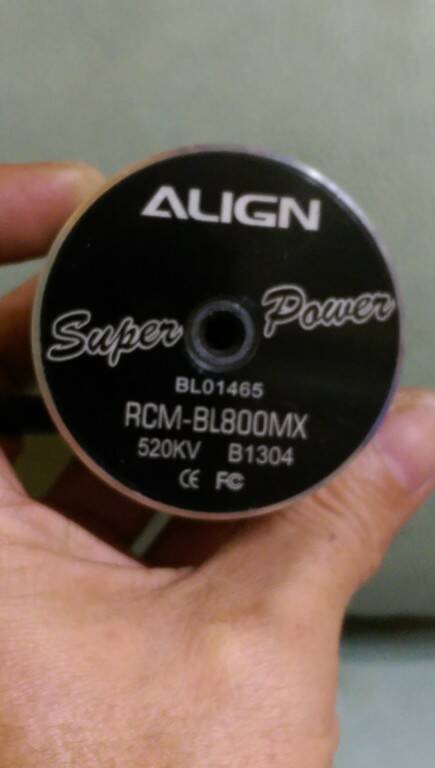 ALIGN
Super Power
BL01465
RCM-BL800MX
520KV B1304
CE FC